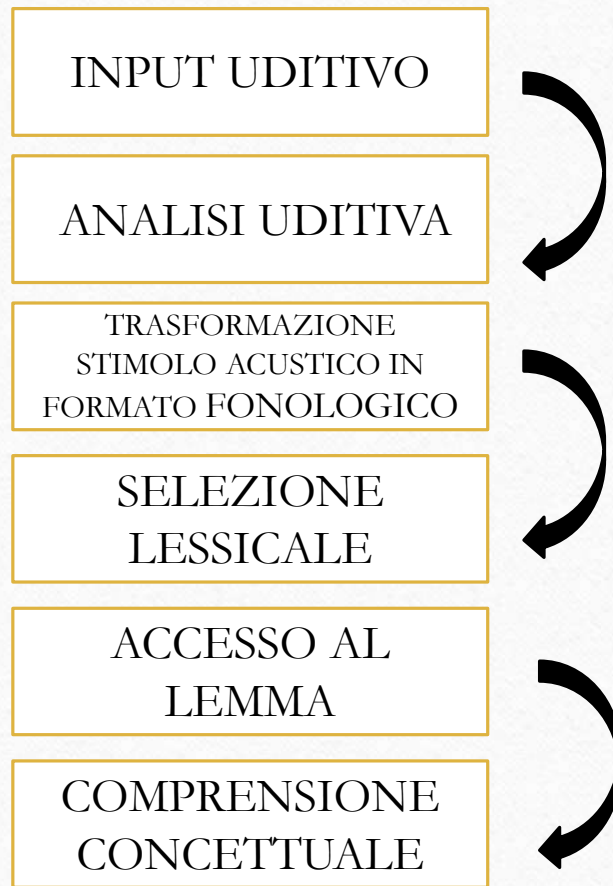 INPUT UDITIVO
ANALISI UDITIVA
TRASFORMAZIONE
STIMOLO ACUSTICO IN
FORMATO FONOLOGICO
SELEZIONE
LESSICALE
ACCESSO AL
LEMMA
COMPRENSIONE
CONCETTUALE